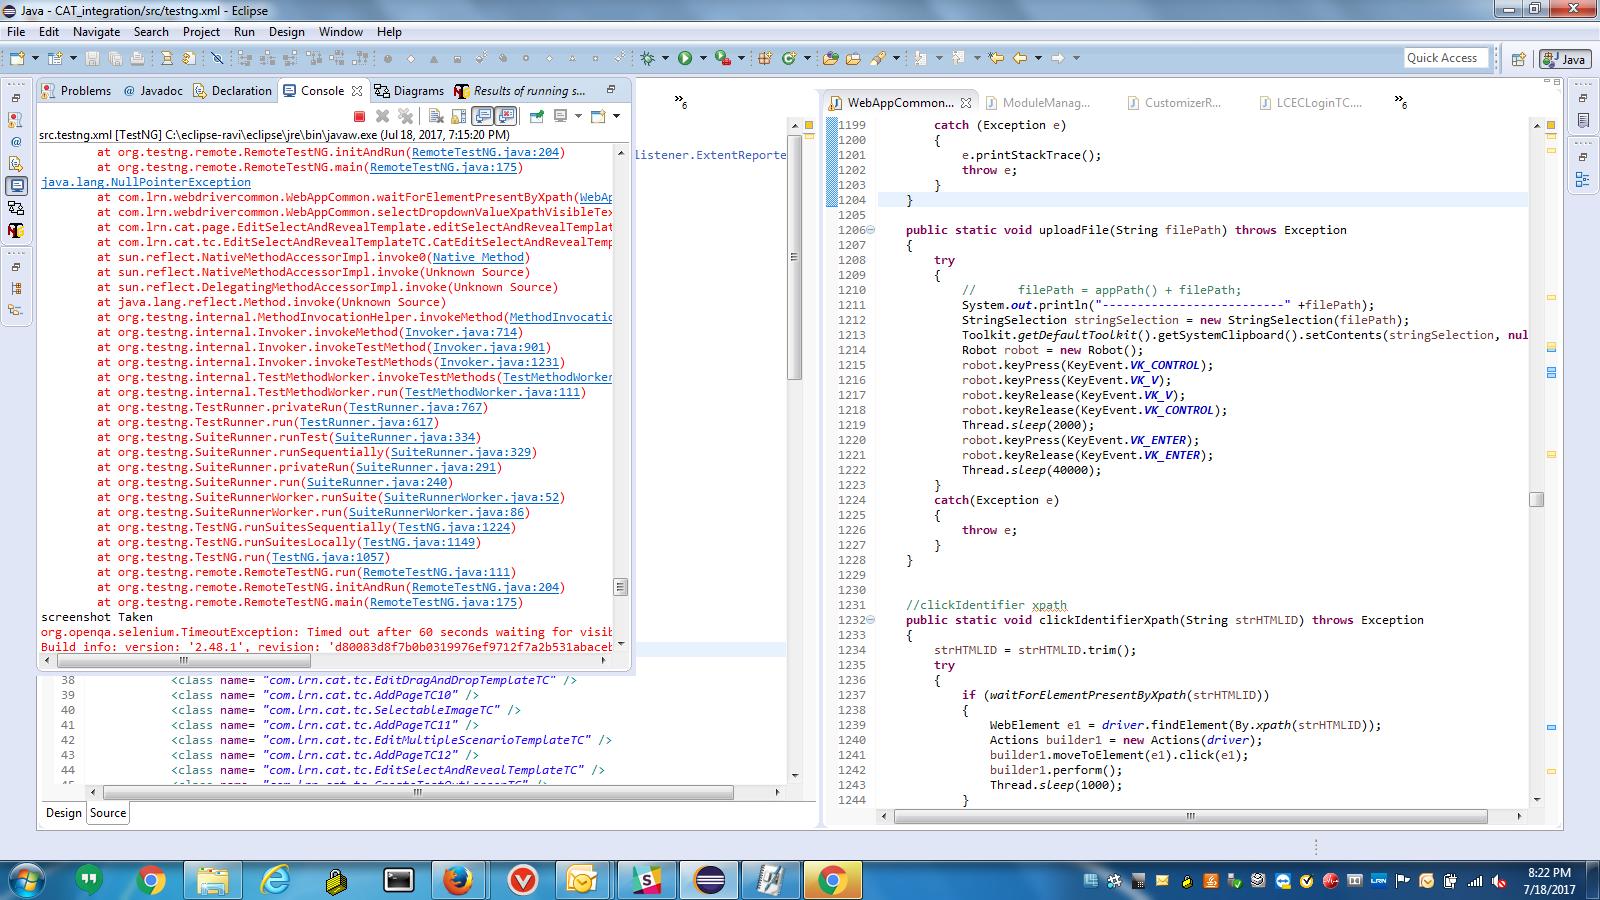 Java - CAT_integration/src/testng.xml - Eclipse
File Edit Navigate Search Project Run Design Window Help
Quick Access
Java
Problems @ Javadoc Declaration Console Diagrams Results of running s...
src.testng.xml [TestNG] C:\eclipse-ravi\eclipse\jre\bin\javaw.exe (Jul 18, 2017, 7:15:20 PM)
at org.testng.remote.RemoteTestNG.initAndRun(RemoteTestNG.java:204)
at org.testng.remote.RemoteTestNG.main(RemoteTestNG.java:175)
java.lang.NullPointerException
at com.lrn.webdrivercommon.WebAppCommon.waitForElementPresentByXpath(WebAp
at com.lrn.webdrivercommon.WebAppCommon.selectDropdownValueXpathVisibleTex
at com.lrn.cat.page.EditSelectAndRevealTemplate.editSelectAndRevealTemplat
at com.lrn.cat.tc.EditSelectAndRevealTemplateTC.CatEditSelectAndRevealTemp
at sun.reflect.NativeMethodAccessorImpl.invoke0(Native Method)
at sun.reflect.NativeMethodAccessorImpl.invoke(Unknown Source)
at sun.reflect.DelegatingMethodAccessorImpl.invoke(Unknown Source)
at java.lang.reflect.Method.invoke(Unknown Source)
at org.testng.internal.MethodInvocationHelper.invokeMethod(MethodInvocatio
at org.testng.internal.Invoker.invokeMethod(Invoker.java:714)
at org.testng.internal.Invoker.invokeTestMethod(Invoker.java:901)
at org.testng.internal.Invoker.invokeTestMethods(Invoker.java:1231)
at org.testng.internal.TestMethodWorker.invokeTestMethods(TestMethodWorker
at org.testng.internal.TestMethodWorker.run(TestMethodWorker.java:111)
at org.testng.TestRunner.privateRun(TestRunner.java:767)
at org.testng.TestRunner.run(TestRunner.java:617)
at org.testng.SuiteRunner.runTest(SuiteRunner.java:334)
at org.testng.SuiteRunner.runSequentially(SuiteRunner.java:329)
at org.testng.SuiteRunner.privateRun(SuiteRunner.java:291)
at org.testng.SuiteRunner.run(SuiteRunner.java:240)
at org.testng.SuiteRunnerWorker.runSuite(SuiteRunnerWorker.java:52)
at org.testng.SuiteRunnerWorker.run(SuiteRunnerWorker.java:86)
at org.testng.TestNG.runSuitesSequentially(TestNG.java:1224)
at org.testng.TestNG.runSuitesLocally(TestNG.java:1149)
at org.testng.TestNG.run(TestNG.java:1057)
at org.testng.remote.RemoteTestNG.run(RemoteTestNG.java:111)
at org.testng.remote.RemoteTestNG.initAndRun(RemoteTestNG.java:204)
at org.testng.remote.RemoteTestNG.main(RemoteTestNG.java:175)
screenshot Taken
org.openqa.selenium.TimeoutException: Timed out after 60 seconds waiting for visib
Build info: version: '2.48.1', revision: 'd80083d8f7b0b0319976ef9712f7a2b531abaceb
»6
listener.ExtentReporte
38 <class name= "com.lrn.cat.tc.EditDragAndDropTemplateTC" />
39 <class name= "com.lrn.cat.tc.AddPageTC10" />
40 <class name= "com.lrn.cat.tc.SelectableImageTC" />
41 <class name= "com.lrn.cat.tc.AddPageTC11" />
42 <class name= "com.lrn.cat.tc.EditMultipleScenarioTemplateTC" />
43 <class name= "com.lrn.cat.tc.AddPageTC12" />
44 <class name= "com.lrn.cat.tc.EditSelectAndRevealTemplateTC" />
Design Source
WebAppCommon... ModuleManag... CustomizerR... LCECLoginTC.... »6
1199 catch (Exception e)
1200 {
1201 e.printStackTrace();
1202 throw e;
1203 }
1204 }
1205
1206 public static void uploadFile(String filePath) throws Exception
1207 {
1208 try
1209 {
1210 // filePath = appPath() + filePath;
1211 System.out.println("--------------------------" +filePath);
1212 StringSelection stringSelection = new StringSelection(filePath);
1213 Toolkit.getDefaultToolkit().getSystemClipboard().setContents(stringSelection, nul
1214 Robot robot = new Robot();
1215 robot.keyPress(KeyEvent.VK_CONTROL);
1216 robot.keyPress(KeyEvent.VK_V);
1217 robot.keyRelease(KeyEvent.VK_V);
1218 robot.keyRelease(KeyEvent.VK_CONTROL);
1219 Thread.sleep(2000);
1220 robot.keyPress(KeyEvent.VK_ENTER);
1221 robot.keyRelease(KeyEvent.VK_ENTER);
1222 Thread.sleep(40000);
1223 }
1224 catch(Exception e)
1225 {
1226 throw e;
1227 }
1228 }
1229
1230
1231 //clickIdentifier xpath
1232 public static void clickIdentifierXpath(String strHTMLID) throws Exception
1233 {
1234 strHTMLID = strHTMLID.trim();
1235 try
1236 {
1237 if (waitForElementPresentByXpath(strHTMLID))
1238 {
1239 WebElement e1 = driver.findElement(By.xpath(strHTMLID));
1240 Actions builder1 = new Actions(driver);
1241 builder1.moveToElement(e1).click(e1);
1242 builder1.perform();
1243 Thread.sleep(1000);
1244 }
8:22 PM
7/18/2017